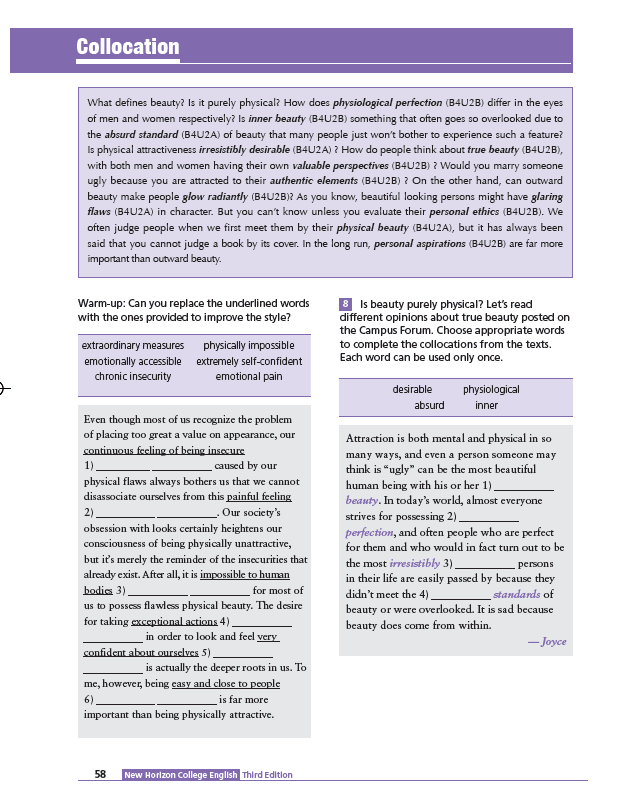 Collocation
What defines beauty? Is it purely physical? How does physiological perfection (B4U2B) differ in the eyes
of men and women respectively? Is inner beauty (B4U2B) something that often goes so overlooked due to
the absurd standard (B4U2A) of beauty that many people just won't bother to experience such a feature?
Is physical attractiveness irresistibly desirable (B4U2A) ? How do people think about true beauty (B4U2B),
with both men and women having their own valuable perspectives (B4U2B) ? Would you marry someone
ugly because you are attracted to their authentic elements (B4U2B) ? On the other hand, can outward
beauty make people glow radiantly (B4U2B)? As you know, beautiful looking persons might have glaring
flaws (B4U2A) in character. But you can't know unless you evaluate their personal ethics (B4U2B). We
often judge people when we first meet them by their physical beauty (B4U2A), but it has always been
said that you cannot judge a book by its cover. In the long run, personal aspirations (B4U2B) are far more
important than outward beauty.
Warm-up: Can you replace the underlined words
with the ones provided to improve the style?
extraordinary measures physically impossible
emotionally accessible extremely self-confident
chronic insecurity emotional pain
Even though most of us recognize the problem
of placing too great a value on appearance, our
continuous feeling of being insecure
1) __________ __________ caused by our
physical flaws always bothers us that we cannot
disassociate ourselves from this painful feeling
2) __________ __________. Our society's
obsession with looks certainly heightens our
consciousness of being physically unattractive,
but it's merely the reminder of the insecurities that
already exist. After all, it is impossible to human
bodies 3) __________ __________ for most of
us to possess flawless physical beauty. The desire
for taking exceptional actions 4) __________
__________ in order to look and feel very
confident about ourselves 5) __________
__________ is actually the deeper roots in us. To
me, however, being easy and close to people
6) __________ __________ is far more
important than being physically attractive.
8 Is beauty purely physical? Let's read
different opinions about true beauty posted on
the Campus Forum. Choose appropriate words
to complete the collocations from the texts.
Each word can be used only once.
desirable physiological
absurd inner
Attraction is both mental and physical in so
many ways, and even a person someone may
think is "ugly" can be the most beautiful
human being with his or her 1) __________
beauty. In today's world, almost everyone
strives for possessing 2) __________
perfection, and often people who are perfect
for them and who would in fact turn out to be
the most irresistibly 3) __________ persons
in their life are easily passed by because they
didn't meet the 4) __________ standards of
beauty or were overlooked. It is sad because
beauty does come from within.
— Joyce
58 New Horizon College English Third Edition